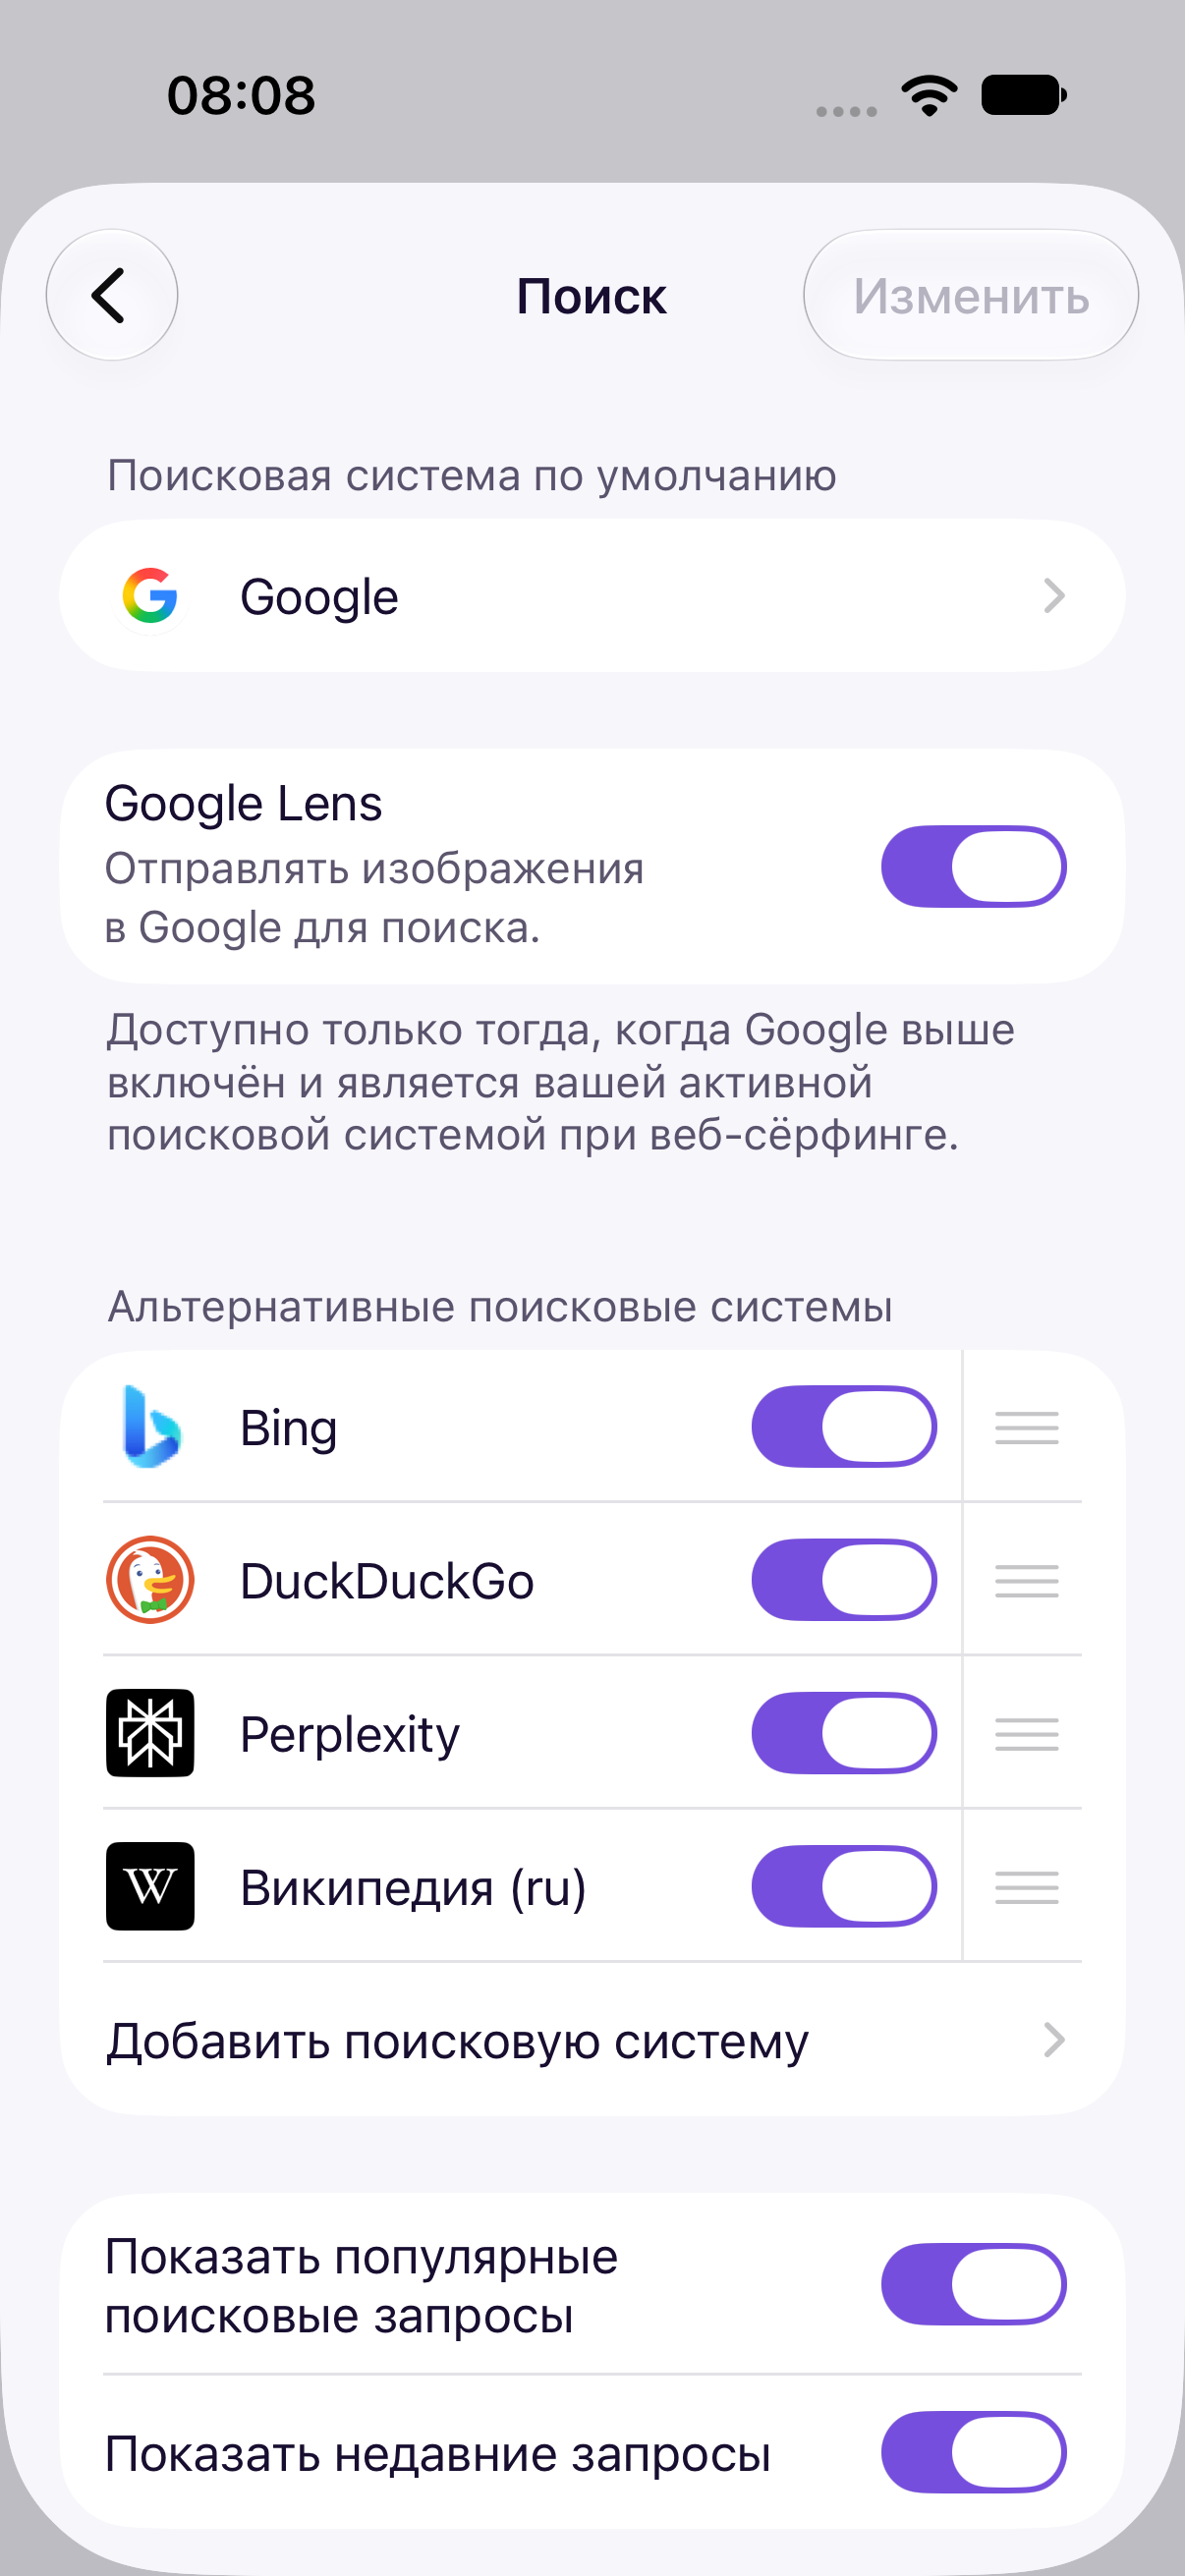 08:08
Поиск
Изменить
Поисковая система по умолчанию
Google
Google Lens
Отправлять изображения
в Google для поиска.
Доступно только тогда, когда Google выше
включён и является вашей активной
поисковой системой при веб-сёрфинге.
Альтернативные поисковые системы
Bing
DuckDuckGo
Perplexity
W
Википедия (ru)
Добавить поисковую систему
Показать популярные
поисковые запросы
Показать недавние запросы